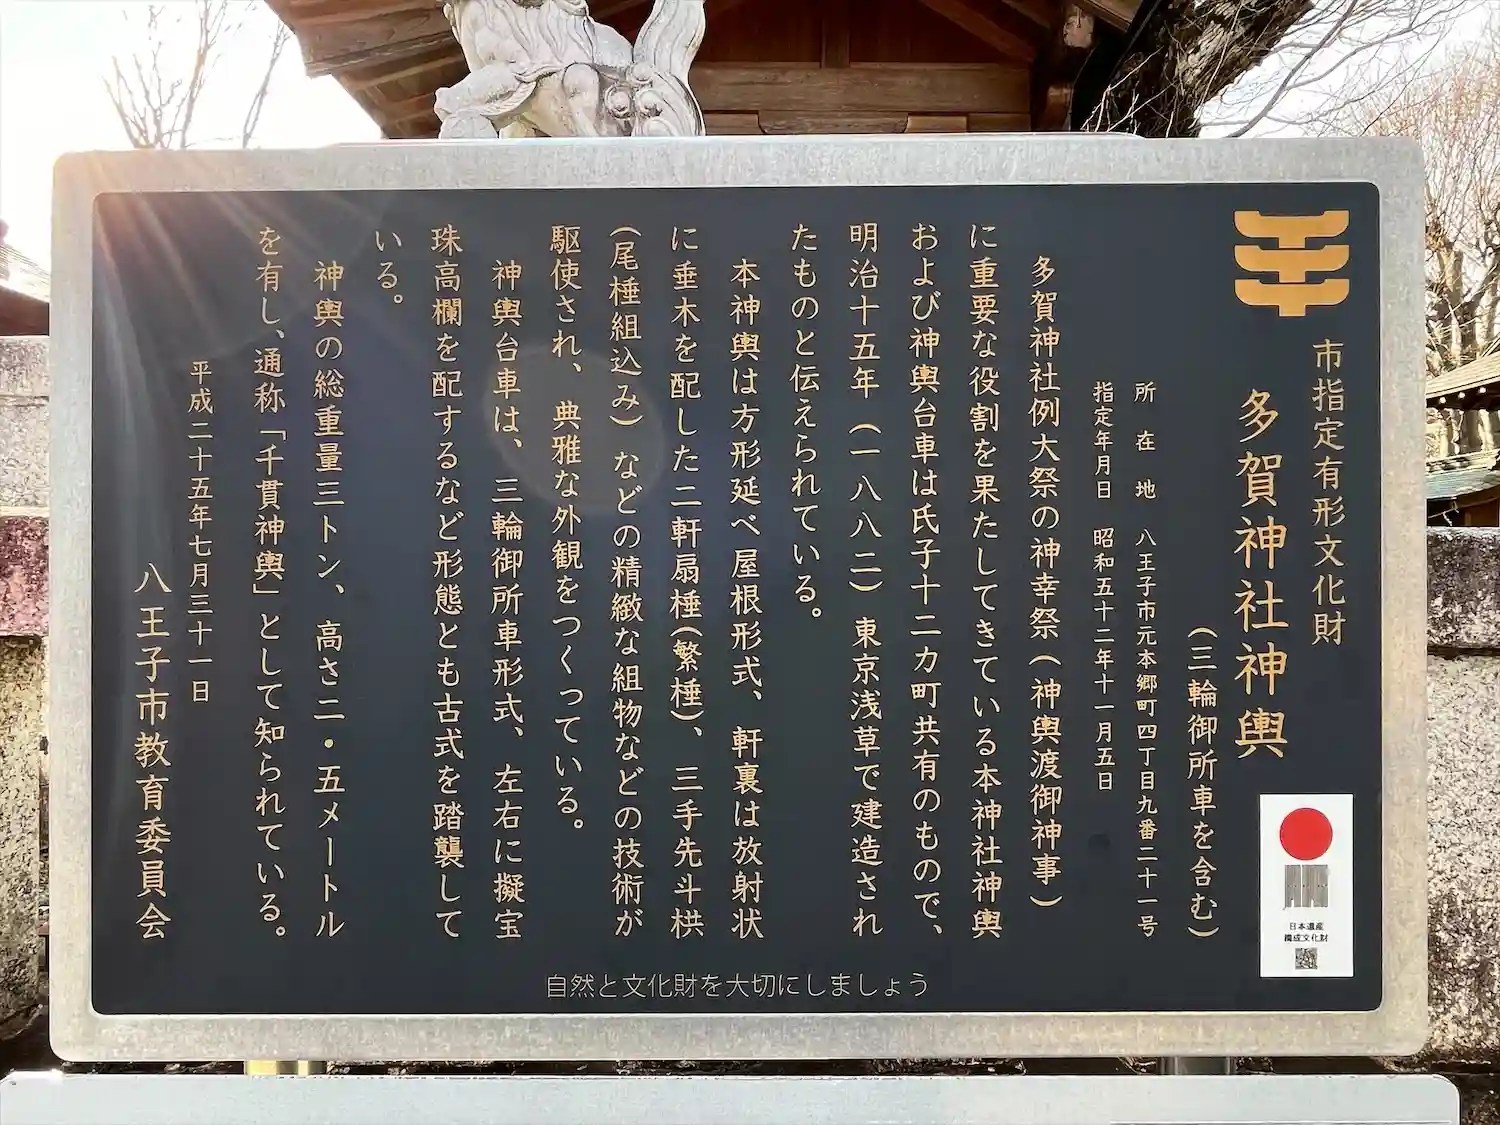 市指定有形文化財
多賀神社神輿
(三輪御所車を含む)
所在地 八王子市元本郷町四丁目九番二十一号
指定年月日 昭和五十二年十一月五日
多賀神社例大祭の神幸祭(神輿渡御神事)
に重要な役割を果たしてきている本神社神輿
および神輿台車は氏子十二カ町共有のもので、
明治十五年(一八八二)東京浅草で建造され
たものと伝えられている。
本神輿は方形延べ屋根形式、軒裏は放射状
に垂木を配した二軒扇棰(繁棰)、三手先斗栱
(尾棰組込み)などの精緻な組物などの技術が
駆使され、典雅な外観をつくっている。
神輿台車は、三輪御所車形式、左右に擬宝
珠高欄を配するなど形態とも古式を踏襲して
いる。
神輿の総重量三トン、高さ二・五メートル
を有し、通称「千貫神輿」として知られている。
平成二十五年七月三十一日
八王子市教育委員会
自然と文化財を大切にしましょう
日本遺産
構成文化財